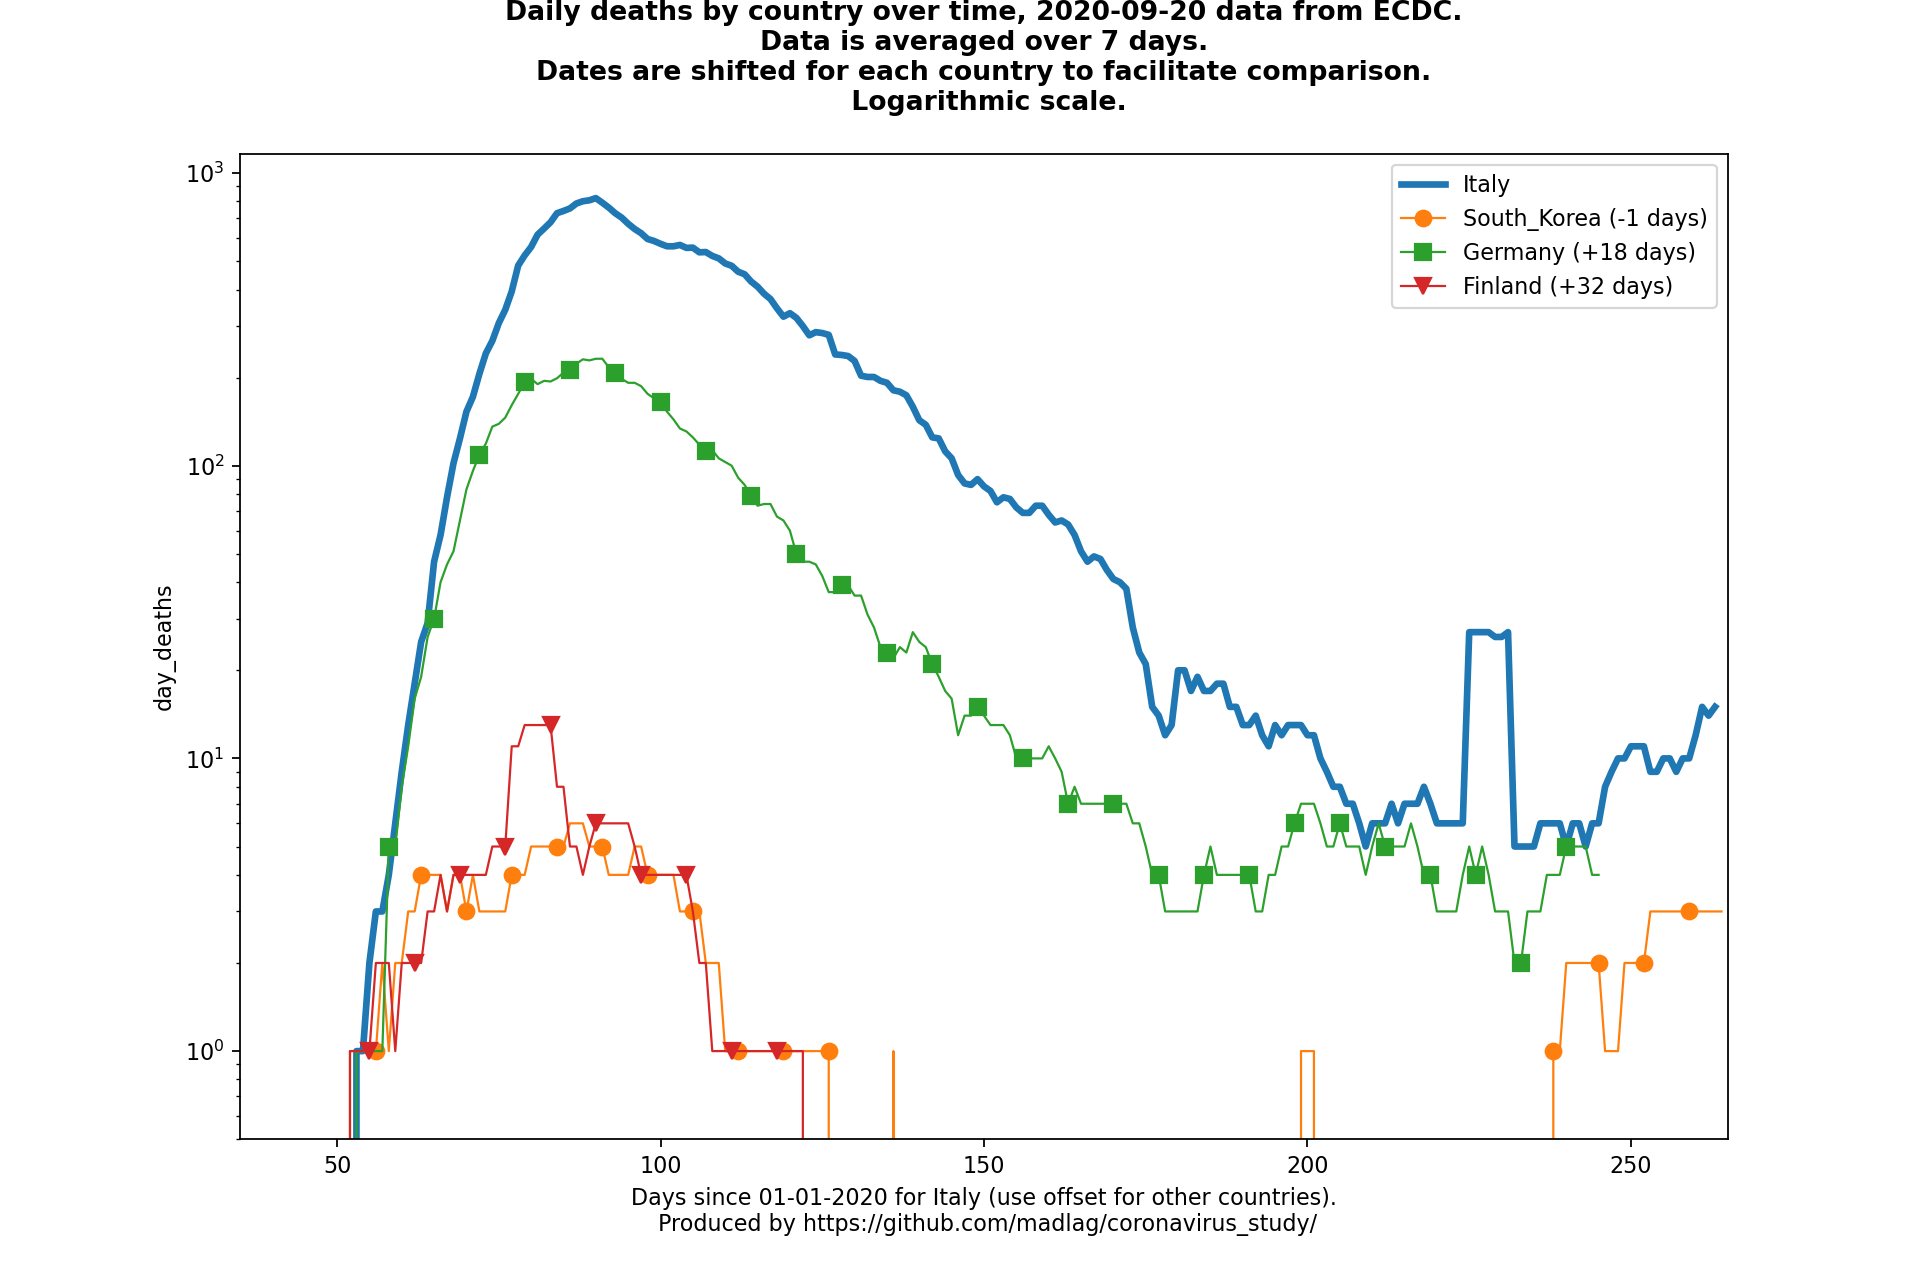 Daily deaths by country over time, 2020-09-20 data from ECDC.
Data is averaged over 7 days.
Dates are shifted for each country to facilitate comparison.
Logarithmic scale.
10³
10²
10¹
10⁰
day_deaths
Italy
South_Korea (-1 days)
Germany (+18 days)
Finland (+32 days)
50 100 150 200 250
Days since 01-01-2020 for Italy (use offset for other countries).
Produced by https://github.com/madlag/coronavirus_study/